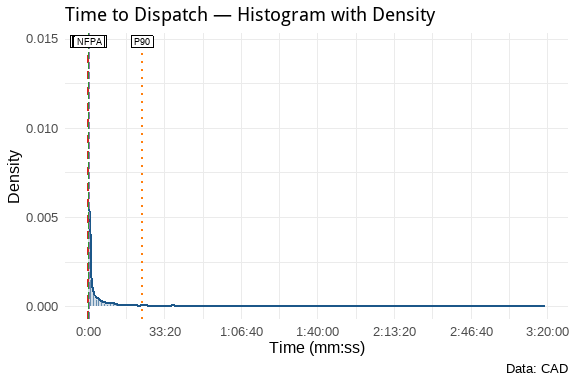 Time to Dispatch — Histogram with Density
NFPA
P90
0.015
0.010
0.005
0.000
Density
0:00
33:20
1:06:40
1:40:00
2:13:20
2:46:40
3:20:00
Time (mm:ss)
Data: CAD